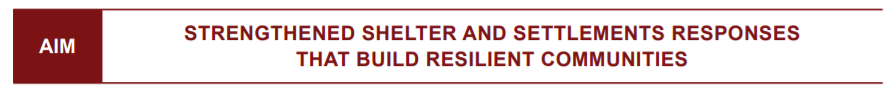 AIM
STRENGTHENED SHELTER AND SETTLEMENTS RESPONSES
THAT BUILD RESILIENT COMMUNITIES